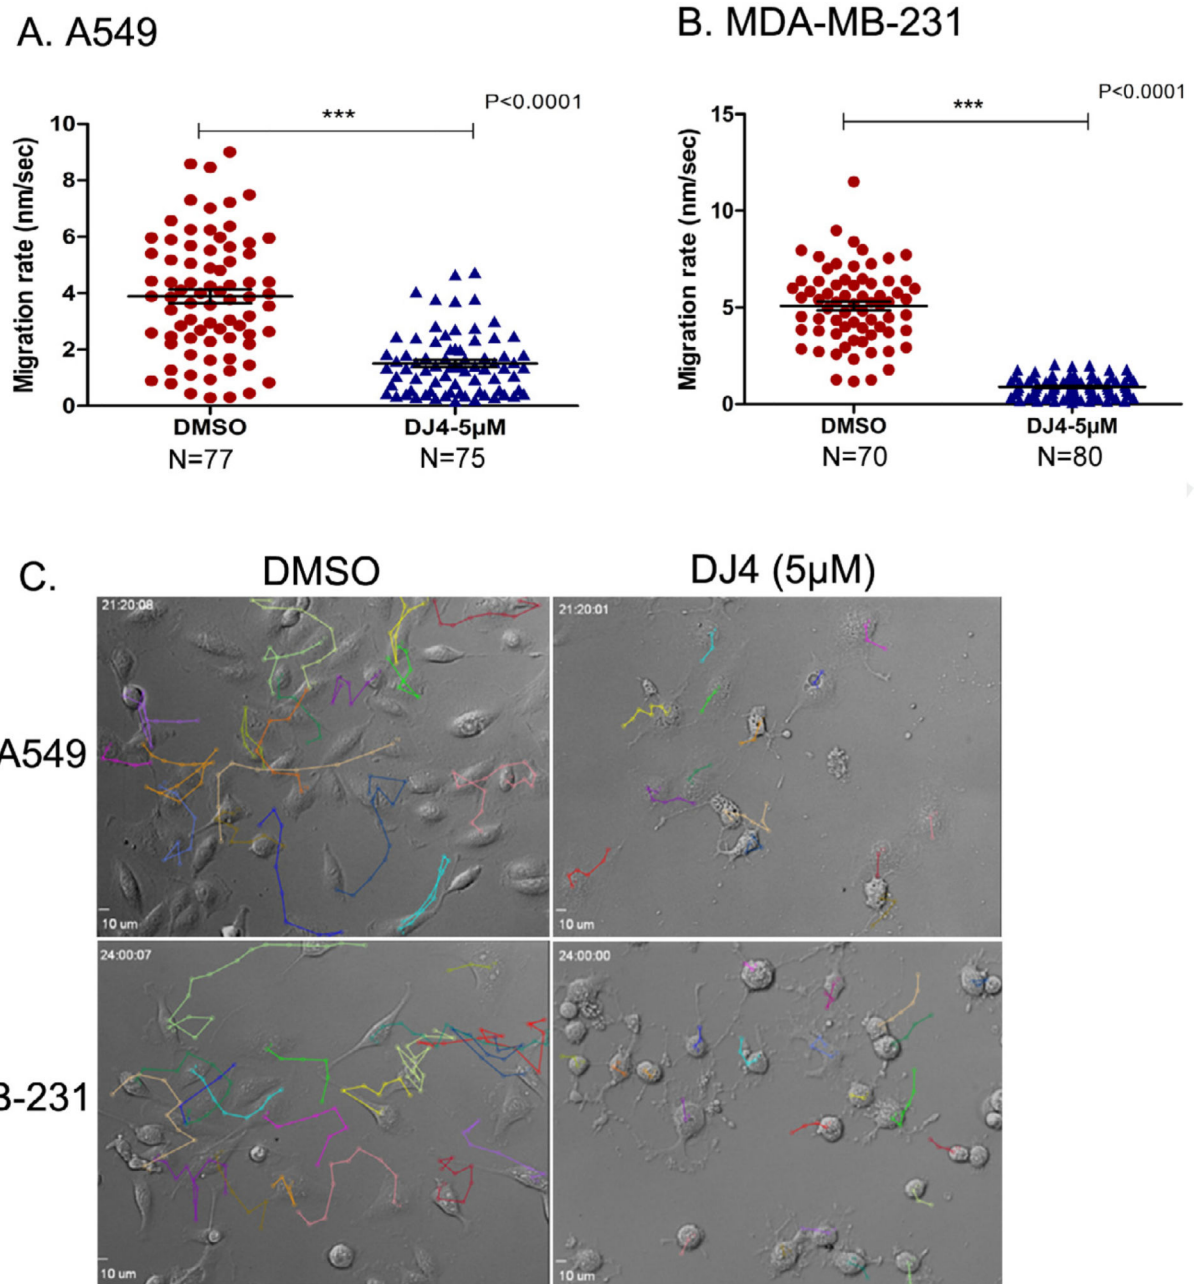 A. A549
B. MDA-MB-231
P<0.0001
***
10
8
6
4
2
0
Migration rate (nm/sec)
DMSO
DJ4-5µM
N=77
N=75
P<0.0001
***
15
10
5
0
Migration rate (nm/sec)
DMSO
DJ4-5µM
N=70
N=80
C.
DMSO
DJ4 (5µM)
A549
21:20:08
10 um
21:20:01
10 um
B-231
24:00:07
10 um
24:00:00
10 um